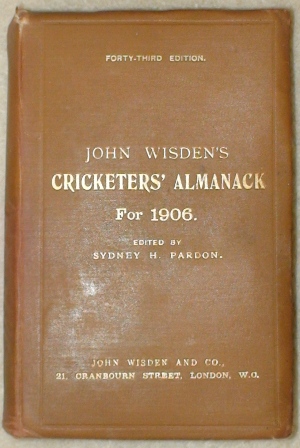 FORTY-THIRD EDITION.
JOHN WISDEN'S
CRICKETERS' ALMANACK
For 1906.
EDITED BY
SYDNEY H. PARDON.
JOHN WISDEN AND CO.,
21, CRANBOURN STREET, LONDON, W.C.